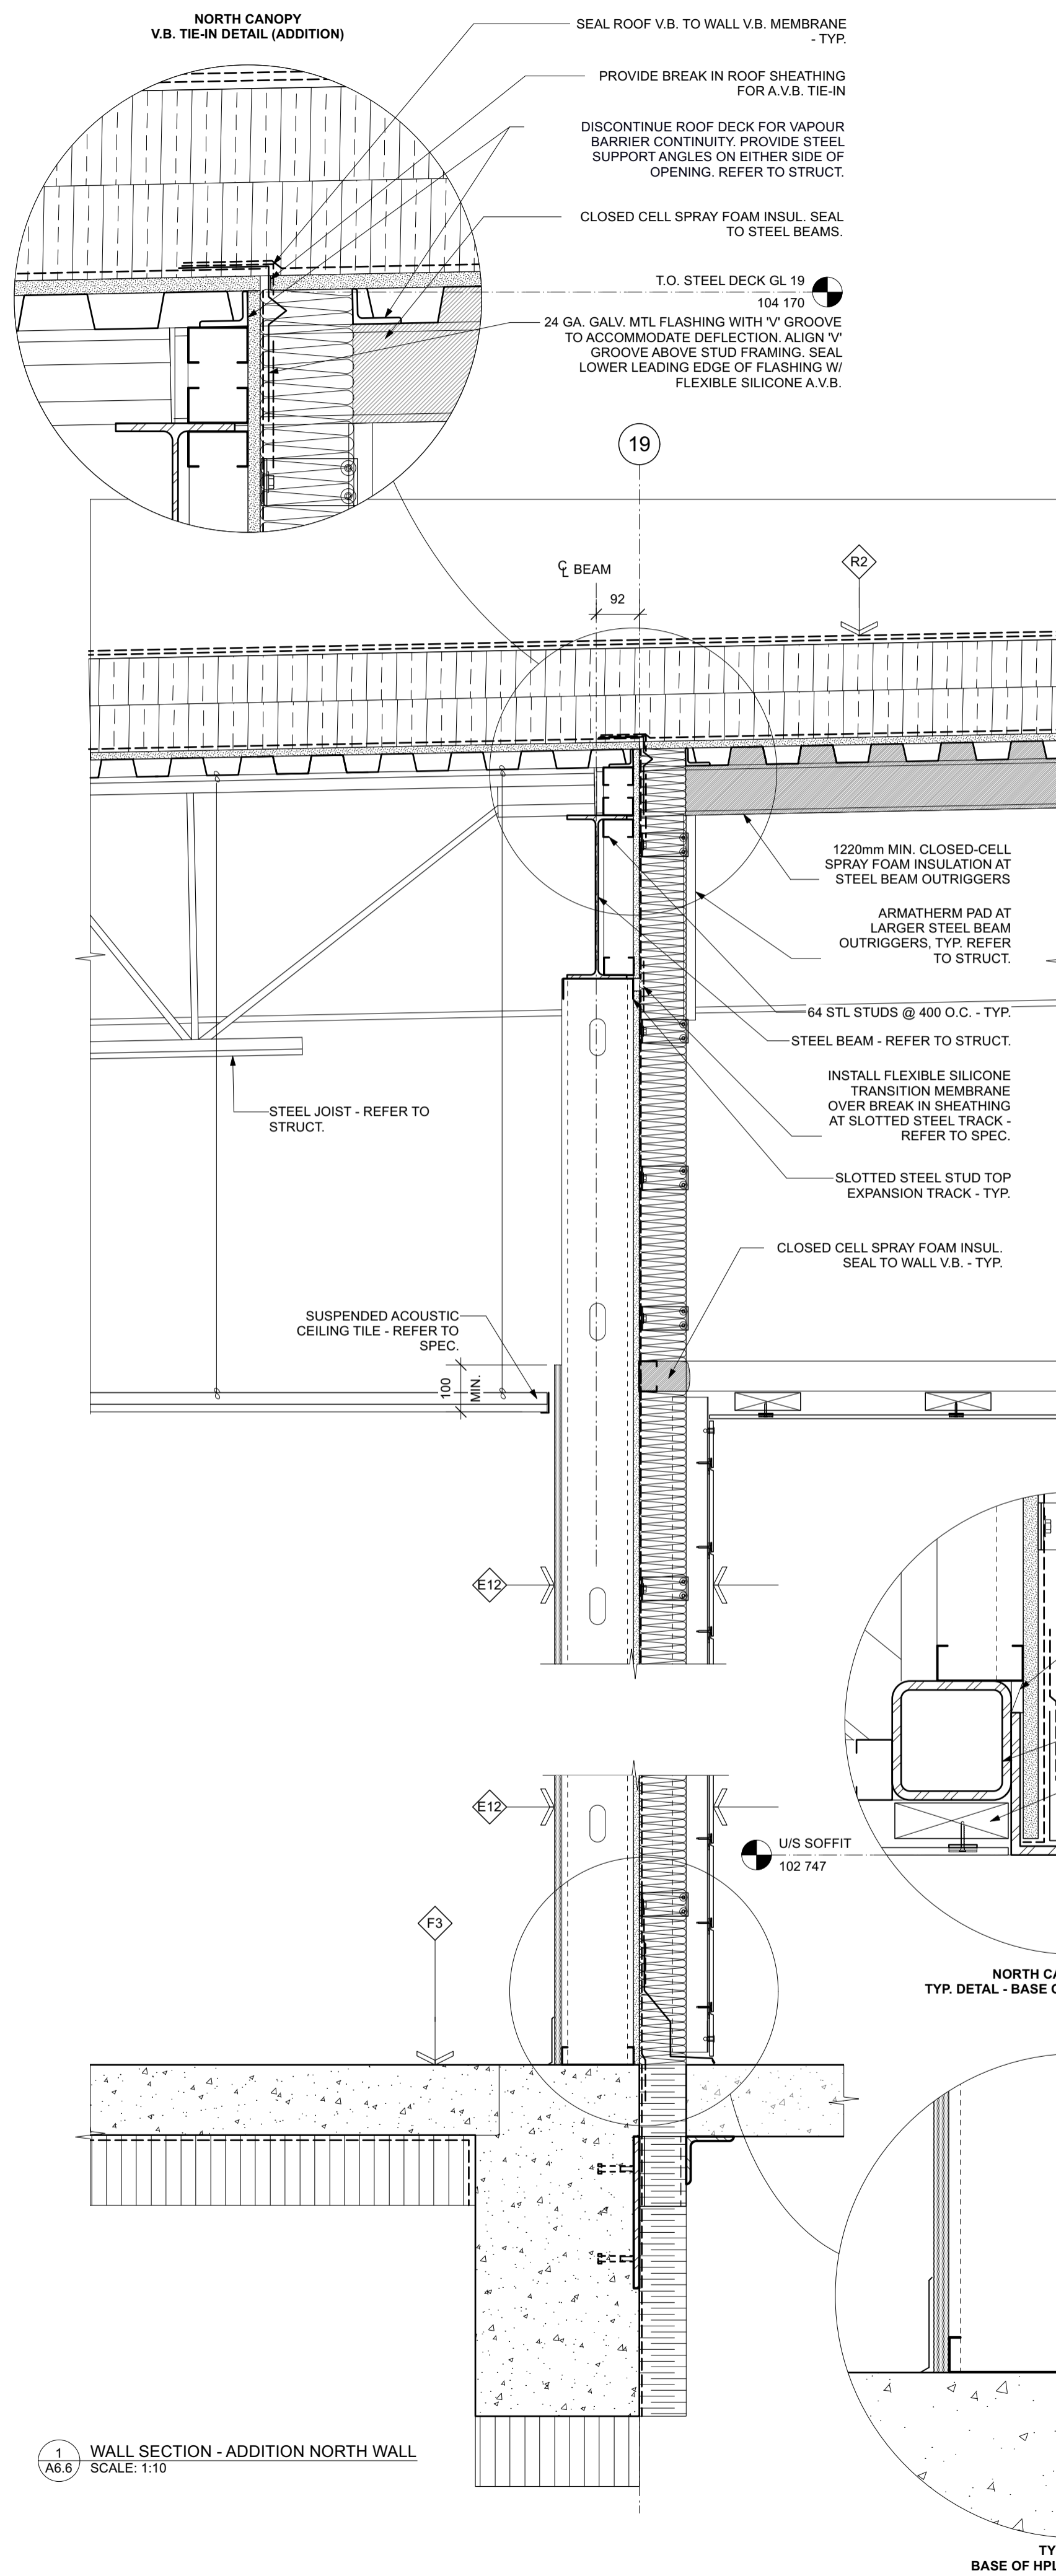 NORTH CANOPY
V.B. TIE-IN DETAIL (ADDITION)
SEAL ROOF V.B. TO WALL V.B. MEMBRANE
- TYP.
PROVIDE BREAK IN ROOF SHEATHING
FOR A.V.B. TIE-IN
DISCONTINUE ROOF DECK FOR VAPOUR
BARRIER CONTINUITY. PROVIDE STEEL
SUPPORT ANGLES ON EITHER SIDE OF
OPENING. REFER TO STRUCT.
CLOSED CELL SPRAY FOAM INSUL. SEAL
TO STEEL BEAMS.
T.O. STEEL DECK GL 19
104 170
24 GA. GALV. MTL FLASHING WITH 'V' GROOVE
TO ACCOMMODATE DEFLECTION. ALIGN 'V'
GROOVE ABOVE STUD FRAMING. SEAL
LOWER LEADING EDGE OF FLASHING W/
FLEXIBLE SILICONE A.V.B.
19
R2
CL BEAM
92
1220mm MIN. CLOSED-CELL
SPRAY FOAM INSULATION AT
STEEL BEAM OUTRIGGERS
ARMATHERM PAD AT
LARGER STEEL BEAM
OUTRIGGERS, TYP. REFER
TO STRUCT.
64 STL STUDS @ 400 O.C. - TYP.
STEEL BEAM - REFER TO STRUCT.
INSTALL FLEXIBLE SILICONE
TRANSITION MEMBRANE
OVER BREAK IN SHEATHING
AT SLOTTED STEEL TRACK -
REFER TO SPEC.
STEEL JOIST - REFER TO
STRUCT.
SLOTTED STEEL STUD TOP
EXPANSION TRACK - TYP.
CLOSED CELL SPRAY FOAM INSUL.
SEAL TO WALL V.B. - TYP.
SUSPENDED ACOUSTIC
CEILING TILE - REFER TO
SPEC.
100
MIN.
E12
E12
U/S SOFFIT
102 747
F3
NORTH CA
TYP. DETAL - BASE
1
A6.6
WALL SECTION - ADDITION NORTH WALL
SCALE: 1:10
TY
BASE OF HPL